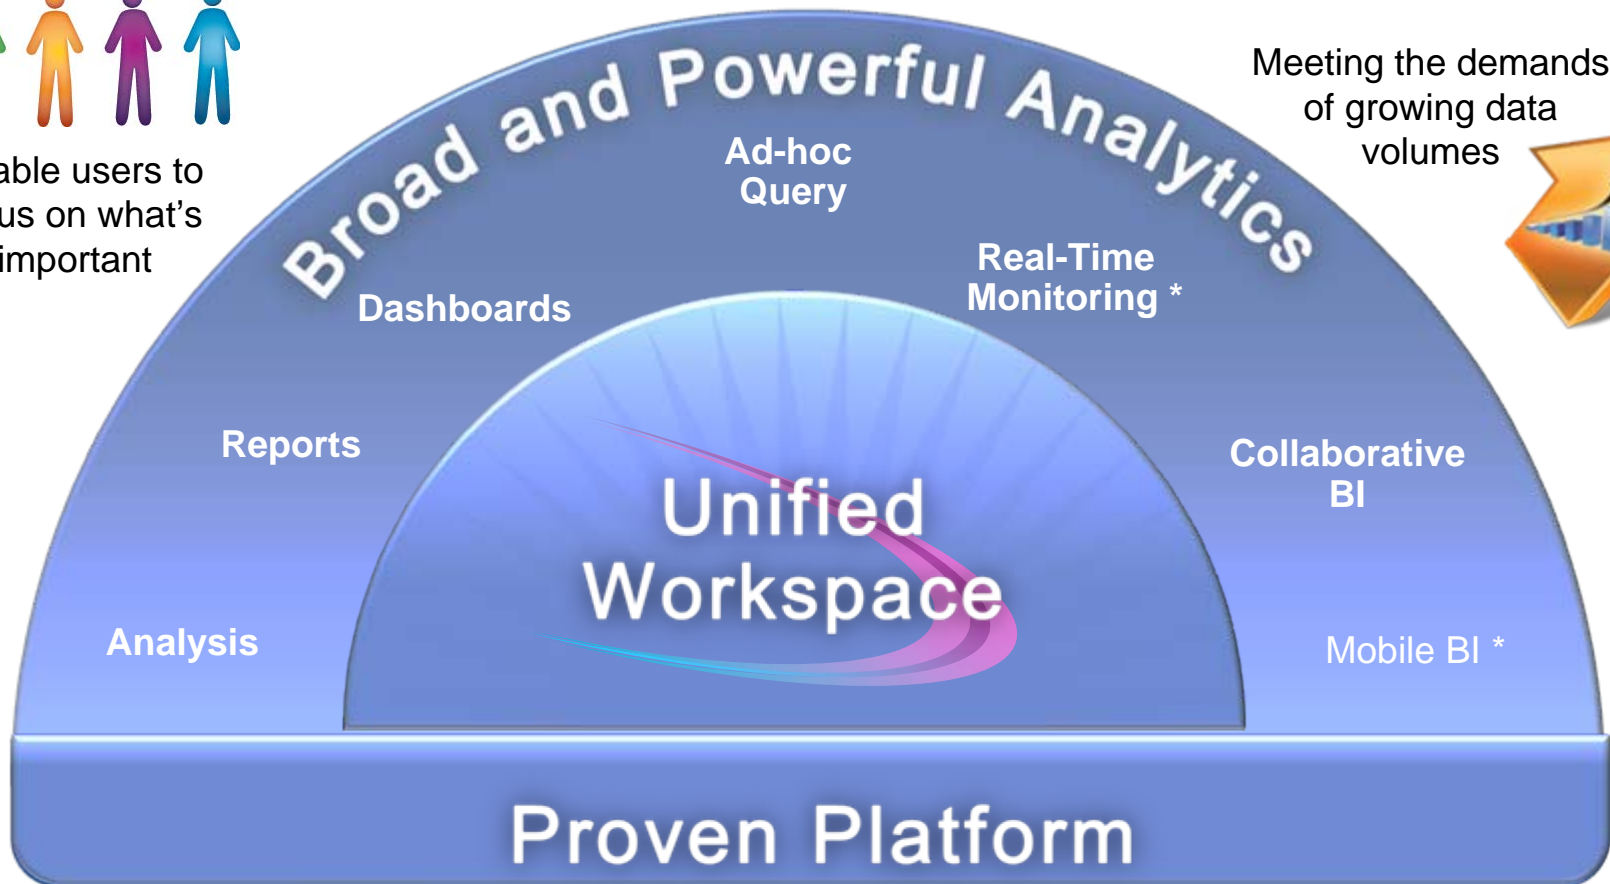 Broad and Powerful Analytics
Meeting the demands
of growing data
volumes
able users to
us on what's
important
Ad-hoc
Query
Real-Time
Monitoring *
Dashboards
Reports
Collaborative
BI
Analysis
Mobile BI *
Unified
Workspace
Proven Platform